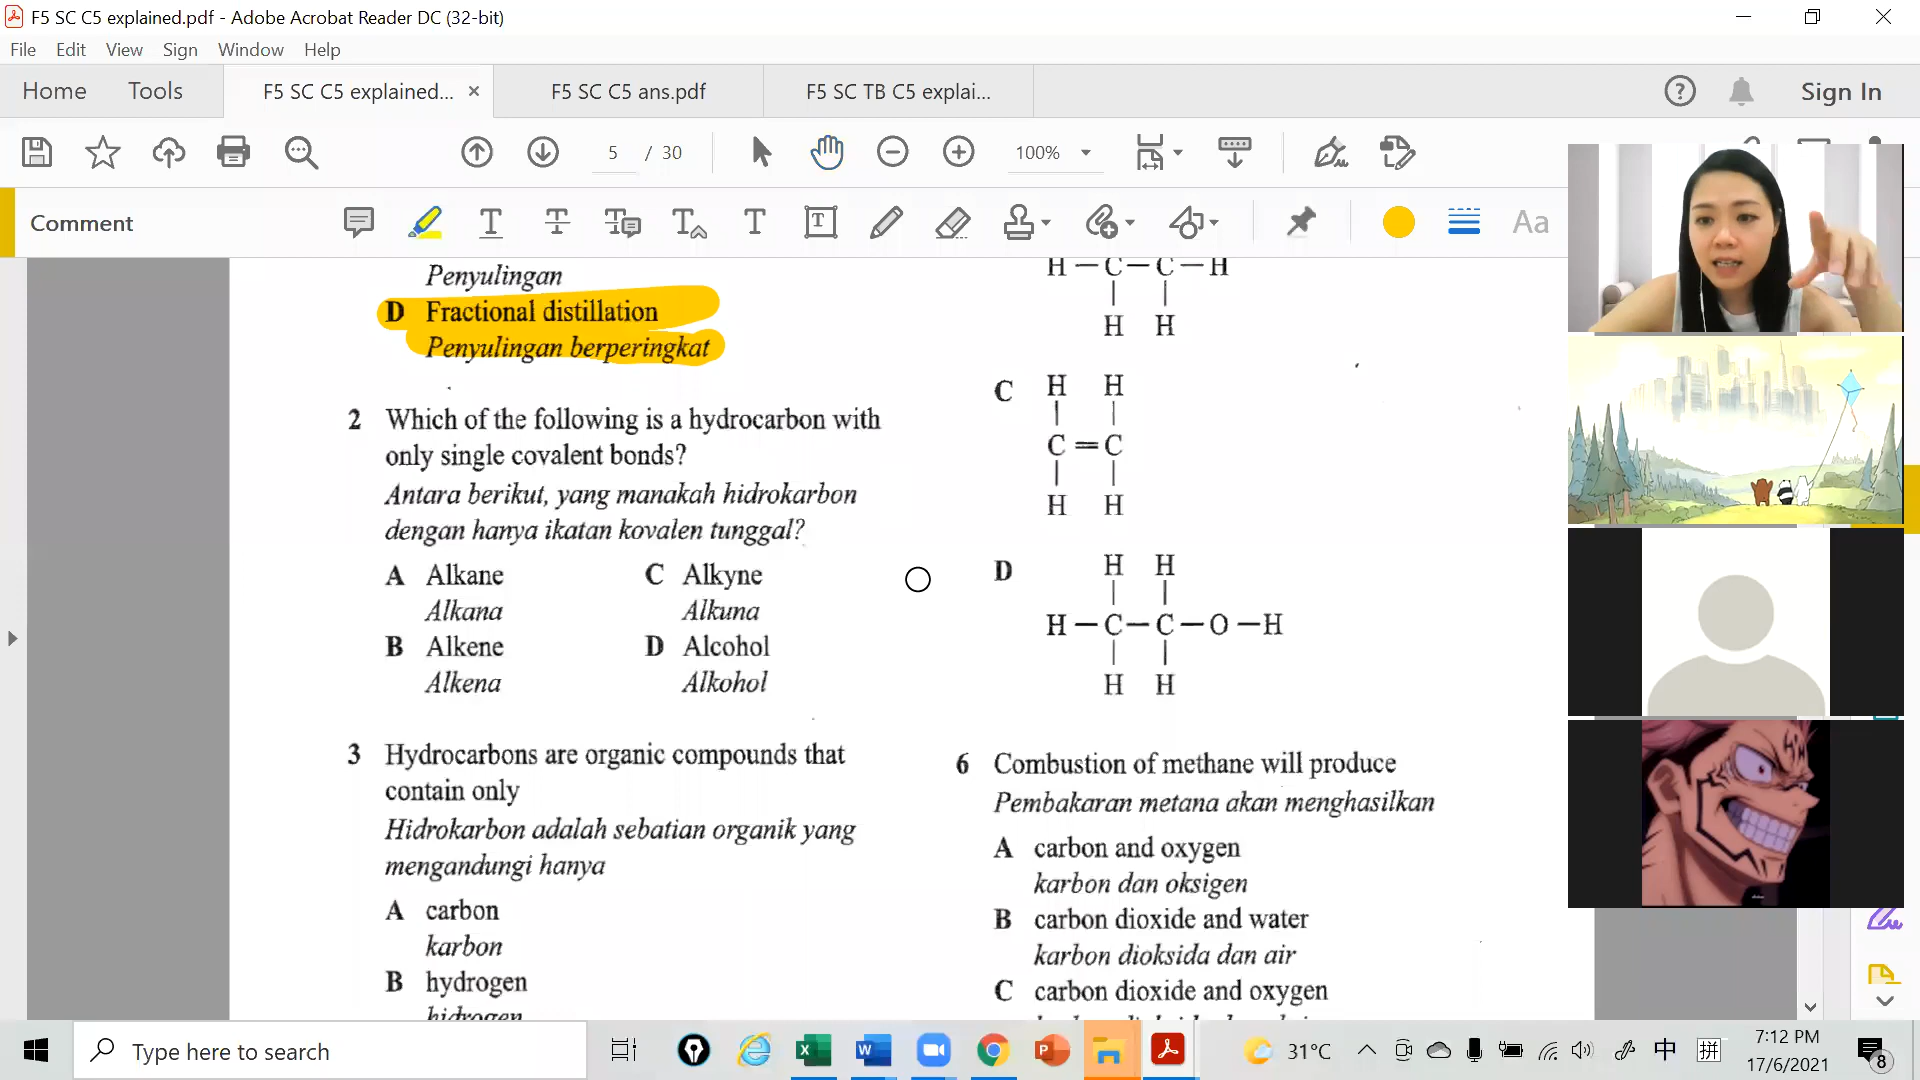 F5 SC C5 explained.pdf - Adobe Acrobat Reader DC (32-bit)
File Edit View Sign Window Help
Home Tools F5 SC C5 explained... × F5 SC C5 ans.pdf F5 SC TB C5 explai... Sign In
5 / 30 100%
Comment Aa
Penyulingan
D Fractional distillation
Penyulingan berperingkat
2 Which of the following is a hydrocarbon with
only single covalent bonds?
Antara berikut, yang manakah hidrokarbon
dengan hanya ikatan kovalen tunggal?
A Alkane C Alkyne
Alkana Alkuna
B Alkene D Alcohol
Alkena Alkohol
3 Hydrocarbons are organic compounds that
contain only
Hidrokarbon adalah sebatian organik yang
mengandungi hanya
A carbon
karbon
B hydrogen
hidrogen
H — C — C — H
H H
C H H
C = C
H H
D H H
H — C — C — O — H
H H
6 Combustion of methane will produce
Pembakaran metana akan menghasilkan
A carbon and oxygen
karbon dan oksigen
B carbon dioxide and water
karbon dioksida dan air
C carbon dioxide and oxygen
Type here to search
31°C 中 拼 7:12 PM
17/6/2021 8